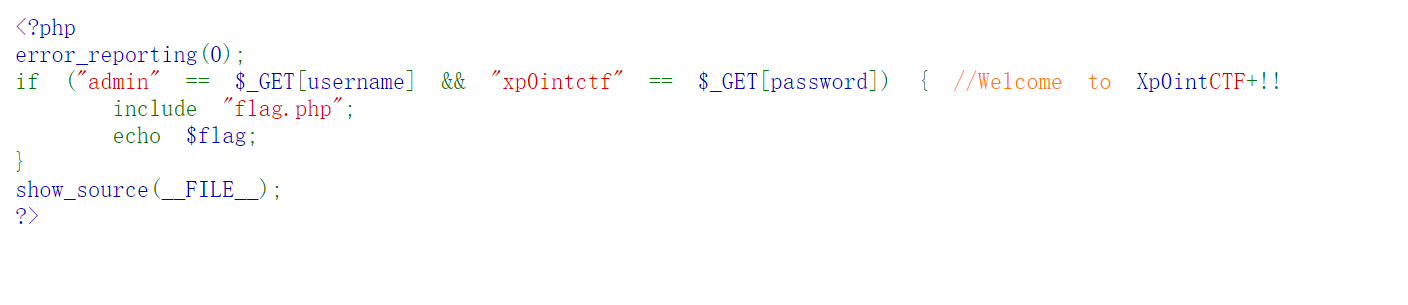 <?php
error_reporting(0);
if ("admin" == $_GET[username] && "xp0intctf" == $_GET[password]) { //Welcome to Xp0intCTF+!!
include "flag.php";
echo $flag;
}
show_source(__FILE__);
?>